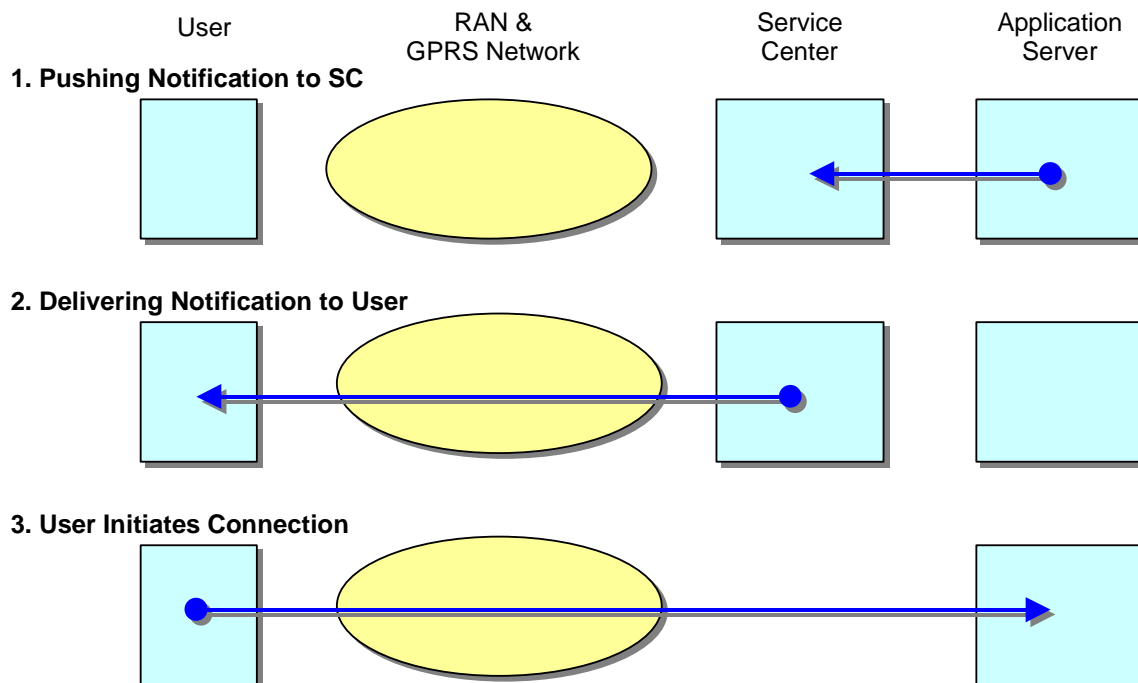 User
RAN &
GPRS Network
Service
Center
Application
Server
1. Pushing Notification to SC
2. Delivering Notification to User
3. User Initiates Connection